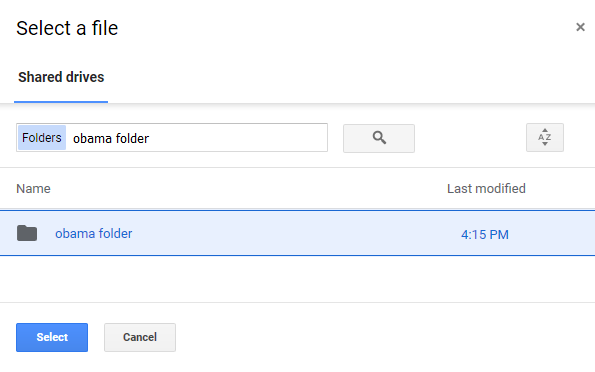 Select a file
×
Shared drives
Folders obama folder
AZ
Name Last modified
obama folder 4:15 PM
Select Cancel